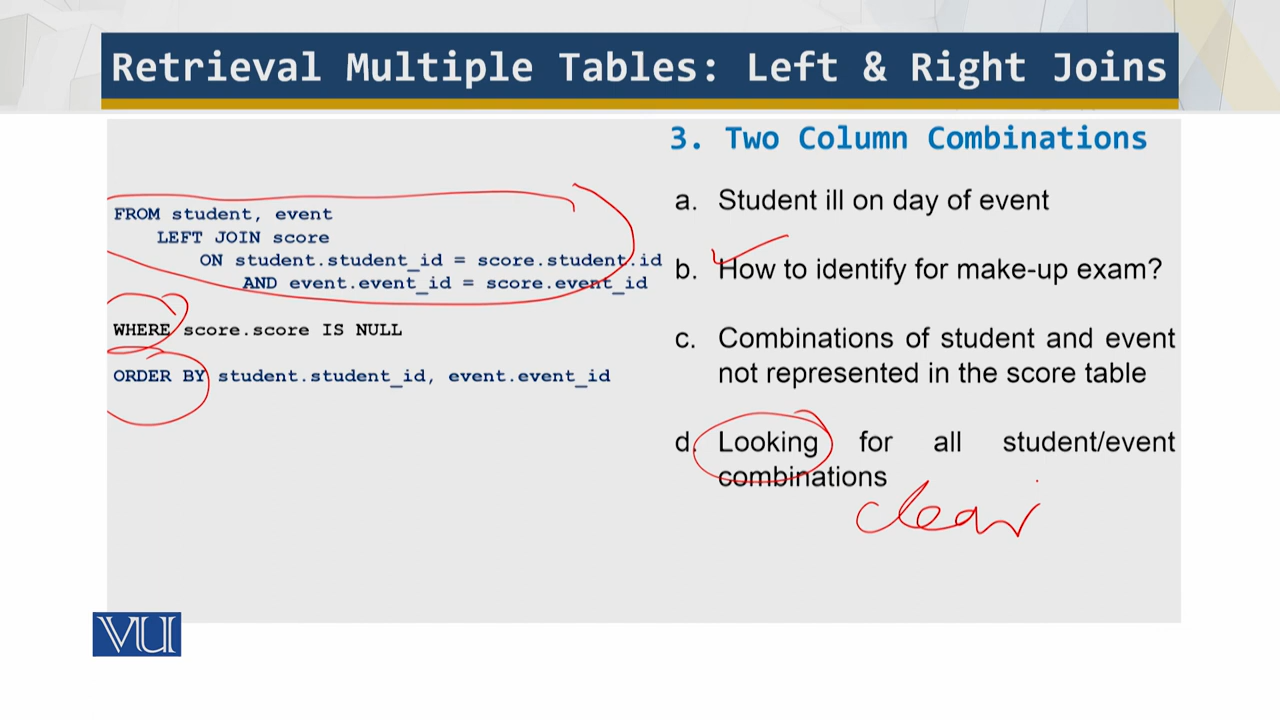 Retrieval Multiple Tables: Left & Right Joins
3. Two Column Combinations
FROM student, event
LEFT JOIN score
ON student.student_id = score.student.id
AND event.event_id = score.event_id
WHERE score.score IS NULL
ORDER BY student.student_id, event.event_id
a. Student ill on day of event
b. How to identify for make-up exam?
c. Combinations of student and event
not represented in the score table
d. Looking for all student/event
combinations
clear
VU